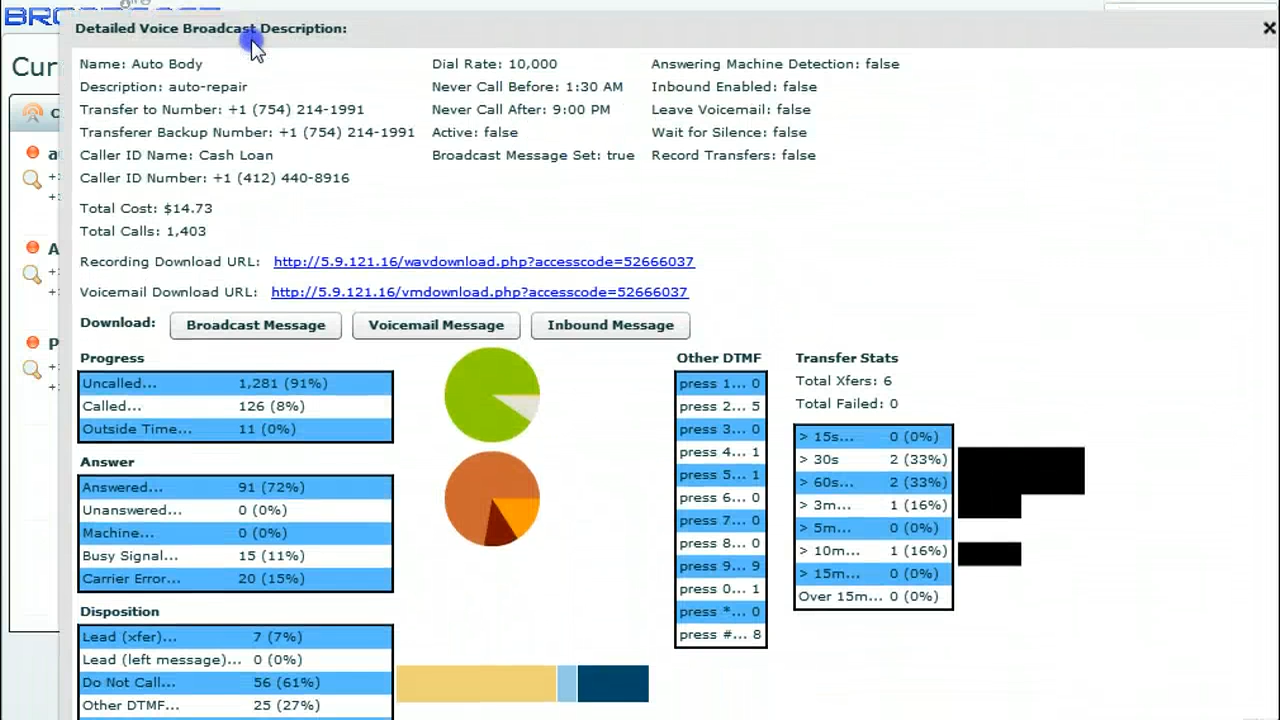 Detailed Voice Broadcast Description:
Cur
Name: Auto Body
Description: auto-repair
Transfer to Number: +1 (754) 214-1991
Transferer Backup Number: +1 (754) 214-1991
Caller ID Name: Cash Loan
Caller ID Number: +1 (412) 440-8916
Dial Rate: 10,000
Never Call Before: 1:30 AM
Never Call After: 9:00 PM
Active: false
Broadcast Message Set: true
Answering Machine Detection: false
Inbound Enabled: false
Leave Voicemail: false
Wait for Silence: false
Record Transfers: false
Total Cost: $14.73
Total Calls: 1,403
Recording Download URL: http://5.9.121.16/wavdownload.php?accesscode=52666037
Voicemail Download URL: http://5.9.121.16/vmdownload.php?accesscode=52666037
Download: Broadcast Message Voicemail Message Inbound Message
Progress
Uncalled... 1,281 (91%)
Called... 126 (8%)
Outside Time... 11 (0%)
Answer
Answered... 91 (72%)
Unanswered... 0 (0%)
Machine... 0 (0%)
Busy Signal... 15 (11%)
Carrier Error... 20 (15%)
Disposition
Lead (xfer)... 7 (7%)
Lead (left message)... 0 (0%)
Do Not Call... 56 (61%)
Other DTMF... 25 (27%)
Other DTMF
press 1... 0
press 2... 5
press 3... 0
press 4... 1
press 5... 1
press 6... 0
press 7... 0
press 8... 0
press 9... 9
press 0... 1
press *... 0
press #... 8
Transfer Stats
Total Xfers: 6
Total Failed: 0
> 15s... 0 (0%)
> 30s 2 (33%)
> 60s... 2 (33%)
> 3m... 1 (16%)
> 5m... 0 (0%)
> 10m... 1 (16%)
> 15m... 0 (0%)
Over 15m... 0 (0%)